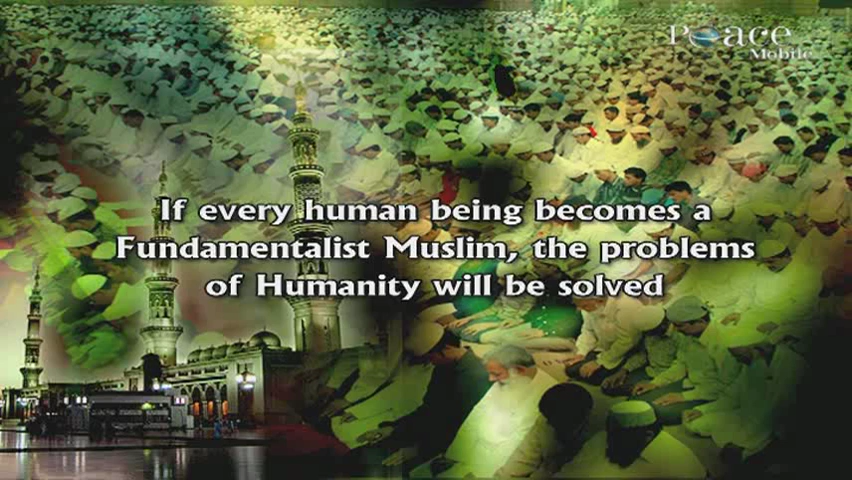 Peace
Mobile
If every human being becomes a
Fundamentalist Muslim, the problems
of Humanity will be solved